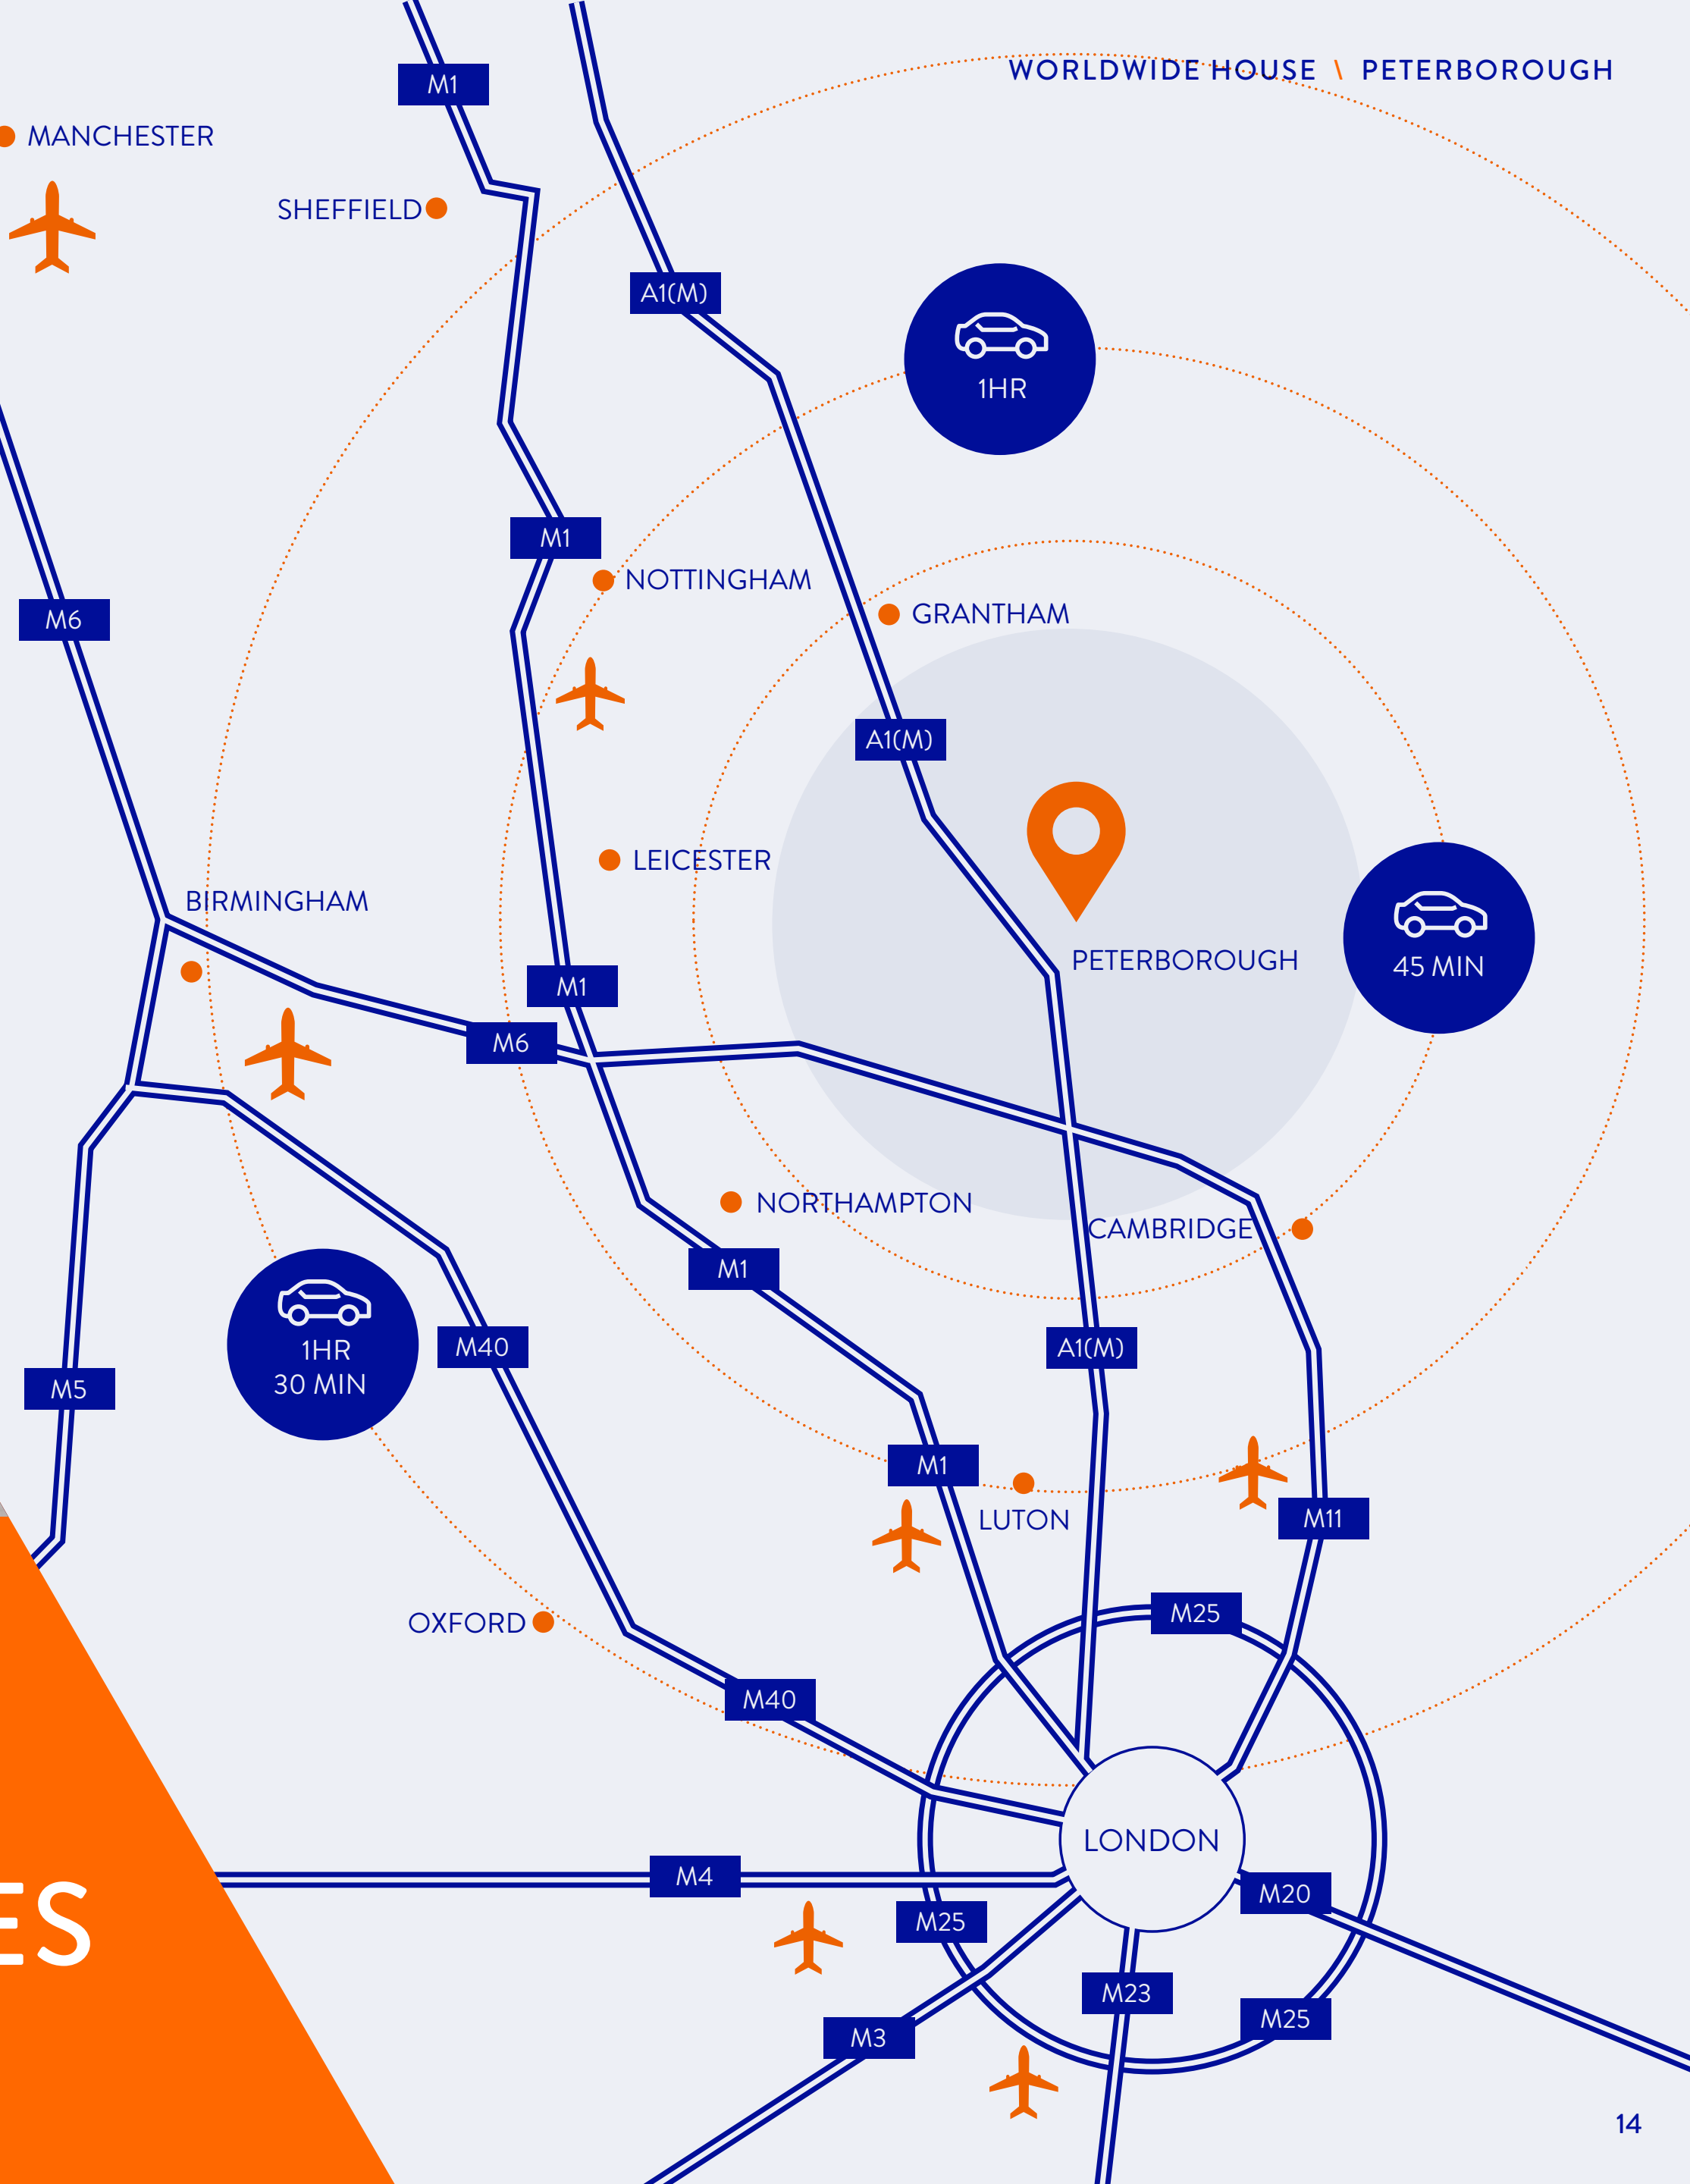 WORLDWIDE HOUSE \ PETERBOROUGH
M1
MANCHESTER
SHEFFIELD
A1(M)
1HR
M1
NOTTINGHAM
GRANTHAM
M6
A1(M)
LEICESTER
BIRMINGHAM
PETERBOROUGH
45 MIN
M1
M6
NORTHAMPTON
CAMBRIDGE
M1
1HR
30 MIN
M40
A1(M)
M5
M1
LUTON
M11
M25
OXFORD
M40
LONDON
M4
M20
ES
M25
M23
M25
M3
14